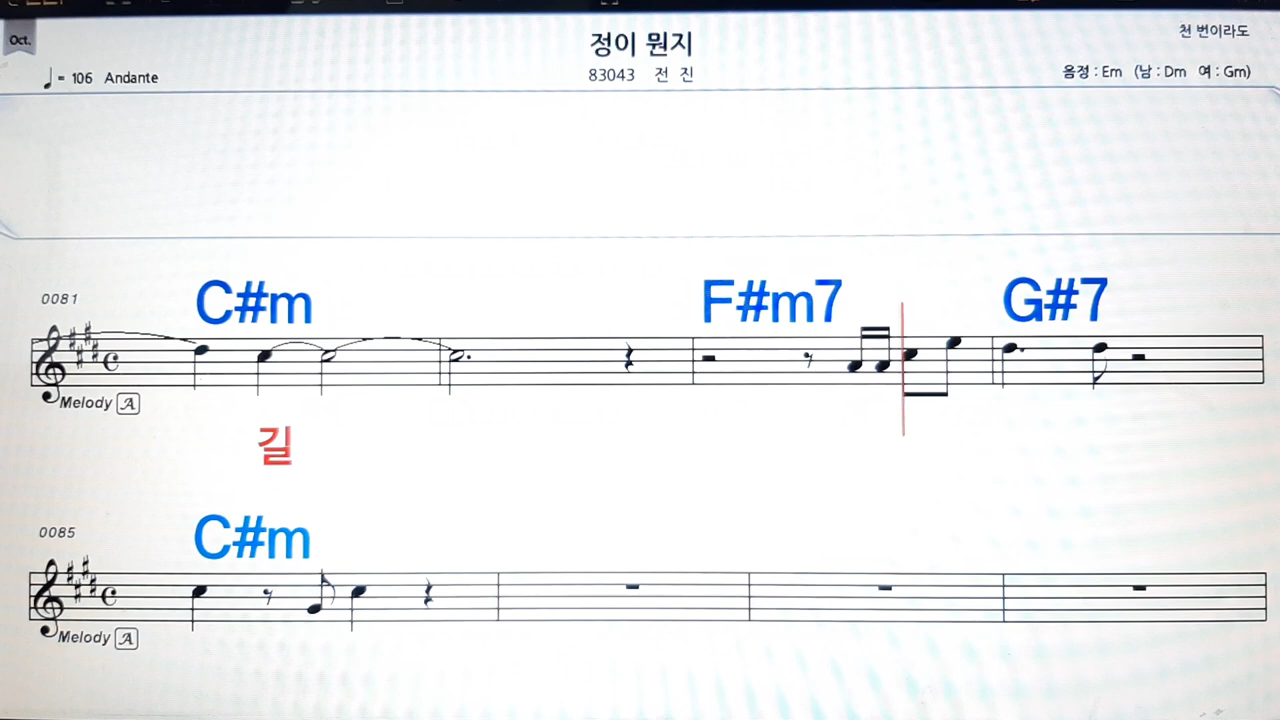 Oct.
정이 뭔지
천 번이라도
♩= 106 Andante
83043 전 진
음정 : Em (남 : Dm 여 : Gm)
0081
C#m F#m7 G#7
Melody A
길
0085
C#m
Melody A